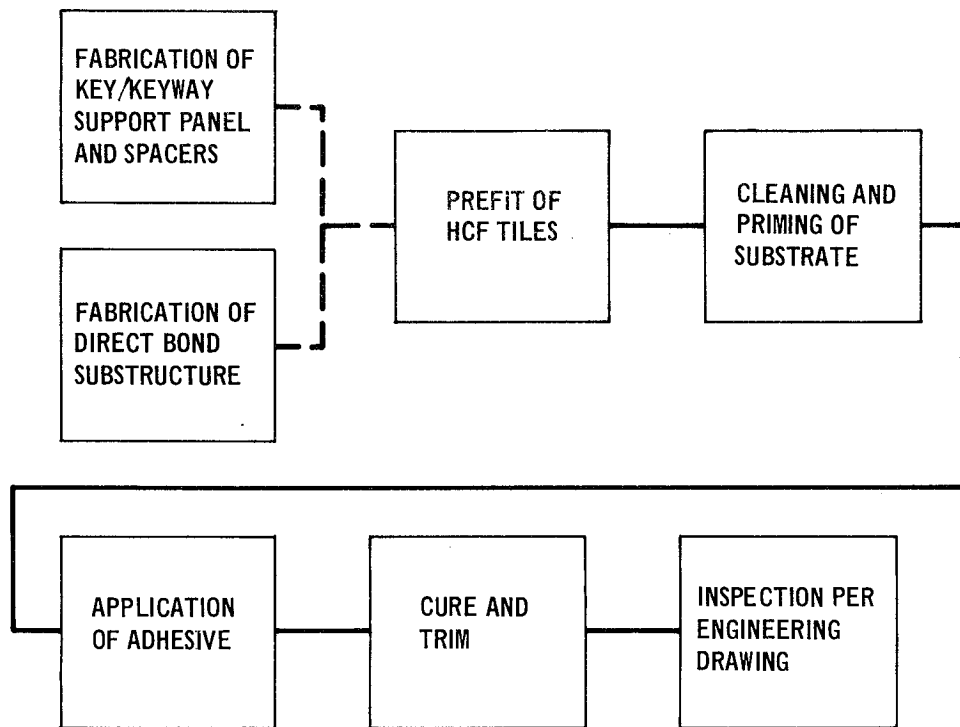 FABRICATION OF
KEY/KEYWAY
SUPPORT PANEL
AND SPACERS
FABRICATION OF
DIRECT BOND
SUBSTRUCTURE
PREFIT OF
HCF TILES
CLEANING AND
PRIMING OF
SUBSTRATE
APPLICATION
OF ADHESIVE
CURE AND
TRIM
INSPECTION PER
ENGINEERING
DRAWING